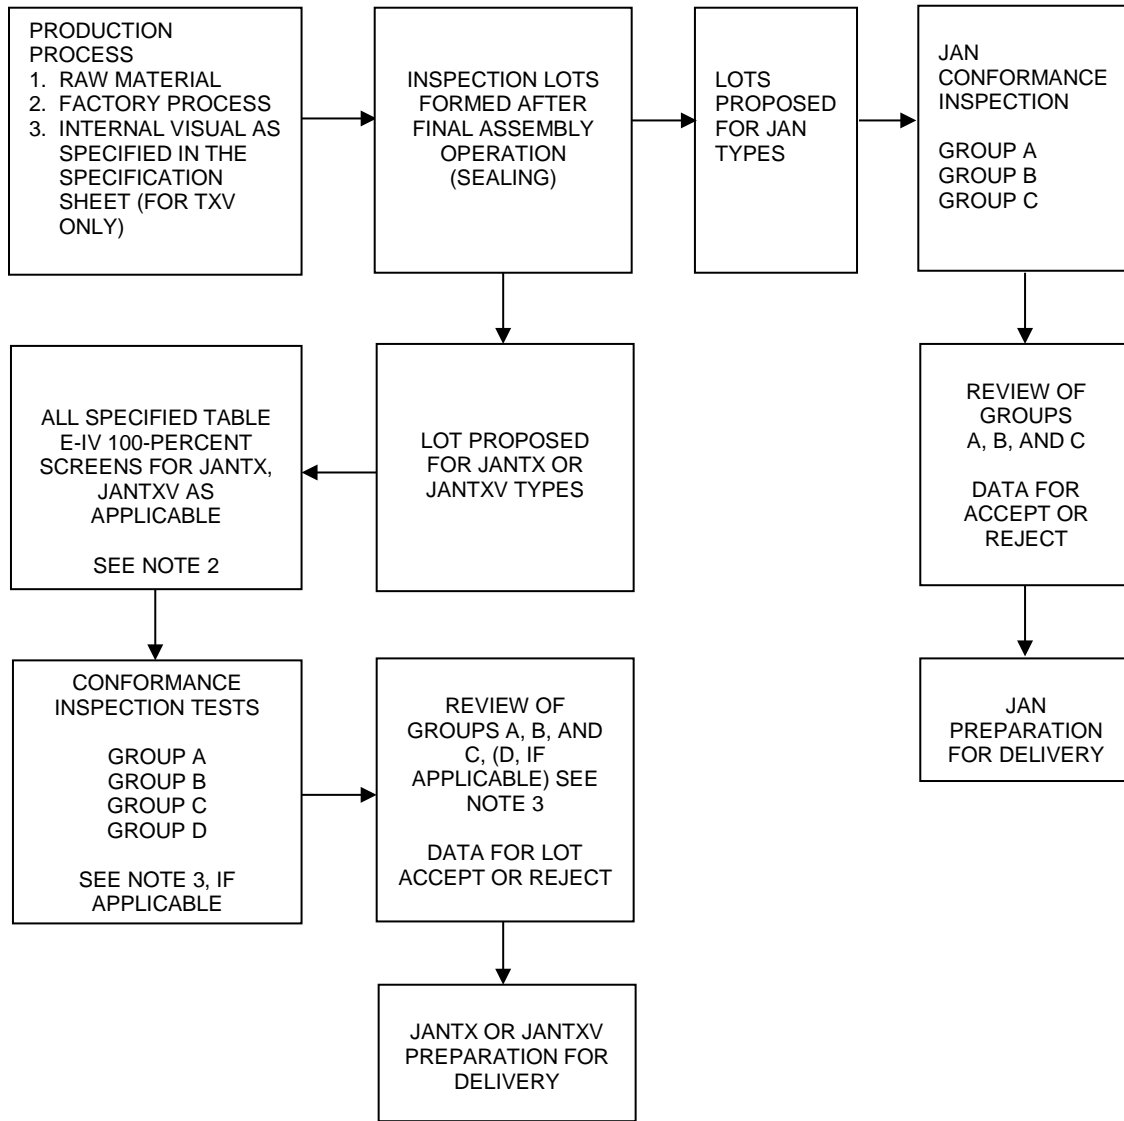 PRODUCTION
PROCESS
1. RAW MATERIAL
2. FACTORY PROCESS
3. INTERNAL VISUAL AS
SPECIFIED IN THE
SPECIFICATION
SHEET (FOR TXV
ONLY)
INSPECTION LOTS
FORMED AFTER
FINAL ASSEMBLY
OPERATION
(SEALING)
LOTS
PROPOSED
FOR JAN
TYPES
JAN
CONFORMANCE
INSPECTION
GROUP A
GROUP B
GROUP C
ALL SPECIFIED TABLE
E-IV 100-PERCENT
SCREENS FOR JANTX,
JANTXV AS
APPLICABLE
SEE NOTE 2
LOT PROPOSED
FOR JANTX OR
JANTXV TYPES
REVIEW OF
GROUPS
A, B, AND C
DATA FOR
ACCEPT OR
REJECT
CONFORMANCE
INSPECTION TESTS
GROUP A
GROUP B
GROUP C
GROUP D
SEE NOTE 3, IF
APPLICABLE
REVIEW OF
GROUPS A, B, AND
C, (D, IF
APPLICABLE) SEE
NOTE 3
DATA FOR LOT
ACCEPT OR REJECT
JAN
PREPARATION
FOR DELIVERY
JANTX OR JANTXV
PREPARATION FOR
DELIVERY